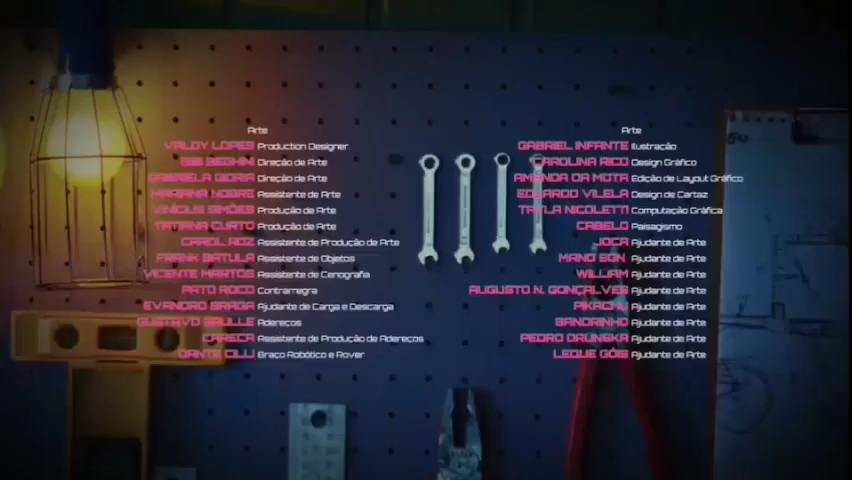 Arte
VALDY LOPES Production Designer
BIB BEGHINI Direção de Arte
GABRIELA GIORIA Direção de Arte
MARIANA NOBRE Assistente de Arte
VINÍCIUS SIMÕES Produção de Arte
TATIANA CURTO Produção de Arte
CAROL ROZ Assistente de Produção de Arte
FRANK BATULA Assistente de Objetos
VICENTE MARTOS Assistente de Cenografia
PATO ROCO Contrarregra
EVANDRO BRAGA Ajudante de Carga e Descarga
GUSTAVO BRULLE Adereços
CARECA Assistente de Produção de Adereços
DANTE CILLI Braço Robótico e Rover
Arte
GABRIEL INFANTE Ilustração
CAROLINA RICO Design Gráfico
AMANDA DA MOTA Edição de Layout Gráfico
EDUARDO VILELA Design de Cartaz
TAYLA NICOLETTI Computação Gráfica
CABELO Paisagismo
JOCA Ajudante de Arte
MANO SON Ajudante de Arte
WILLIAM Ajudante de Arte
AUGUSTO N. GONÇALVES Ajudante de Arte
PIKACHU Ajudante de Arte
SANDRINHO Ajudante de Arte
PEDRO DRUNSKA Ajudante de Arte
LEQUE GÓIS Ajudante de Arte